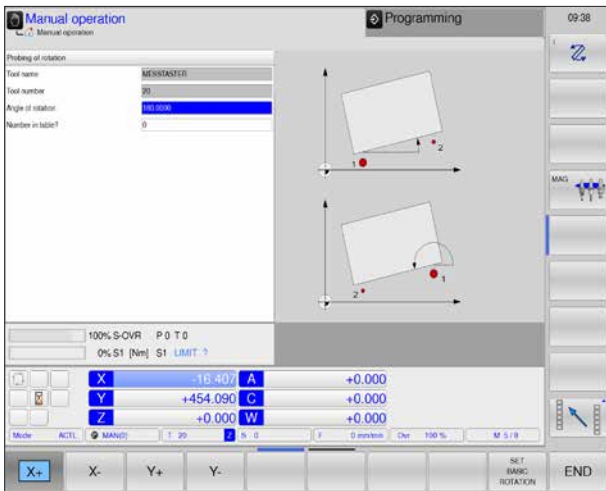 Manual operation
Manual operation
Programming
09:38
Probing of rotation
Tool name MESSTASTER
Tool number 20
Angle of rotation 180.0000
Number in table? 0
1
2
1
2
MAG
100% S-OVR P 0 T 0
0% S1 [Nm] S1 LIMIT ?
X -16.407 A +0.000
Y +454.090 C +0.000
Z +0.000 W +0.000
Mode ACTL. MAN(0) T 20 Z S 0 F 0 mm/min Ovr 100 % M 5 / 9
X+
X-
Y+
Y-
SET
BASIC
ROTATION
END